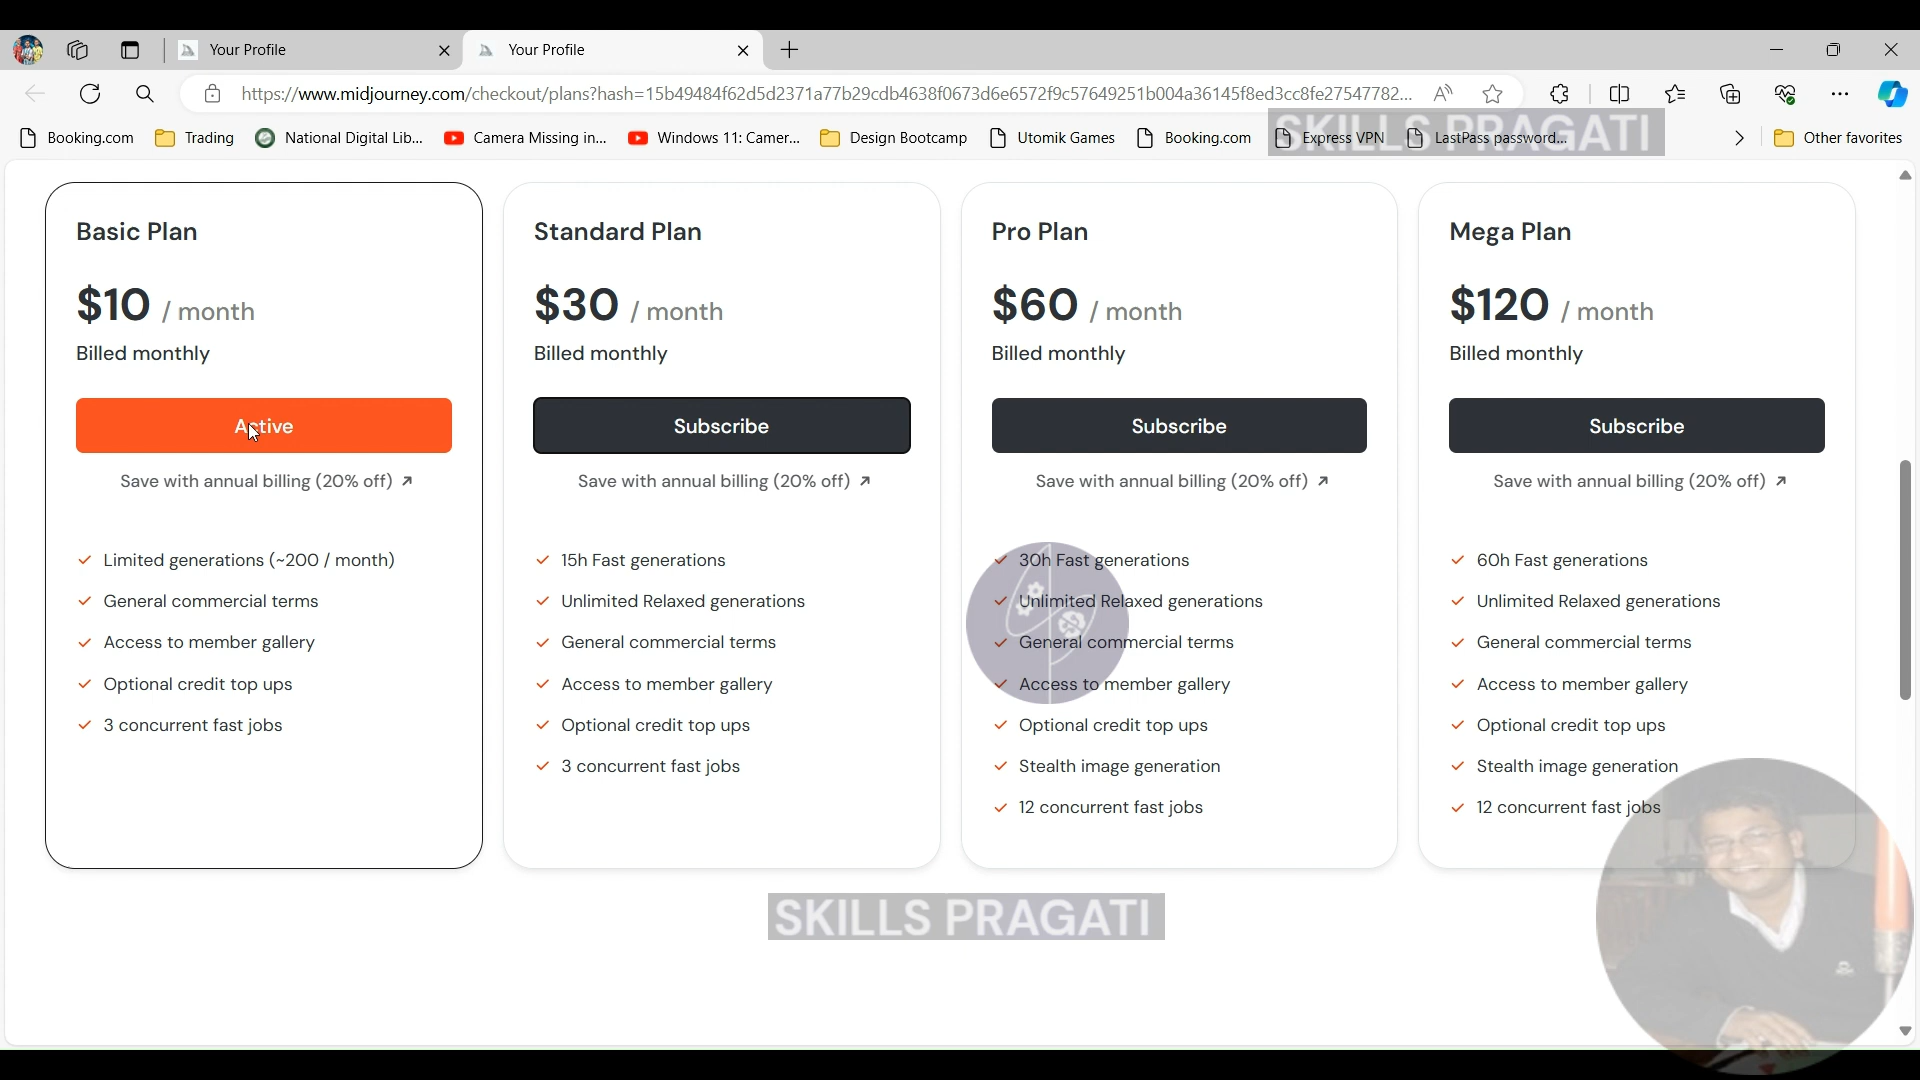 Your Profile
Your Profile
https://www.midjourney.com/checkout/plans?hash=15b49484f62d5d2371a77b29cdb4638f0673d6e6572f9c57649251b004a36145f8ed3cc8fe27547782...
Booking.com
Trading
National Digital Lib...
Camera Missing in...
Windows 11: Camer...
Design Bootcamp
Utomik Games
Booking.com
Express VPN
LastPass password...
Other favorites
SKILLS PRAGATI
Basic Plan
$10 / month
Billed monthly
Active
Save with annual billing (20% off)
Limited generations (~200 / month)
General commercial terms
Access to member gallery
Optional credit top ups
3 concurrent fast jobs
Standard Plan
$30 / month
Billed monthly
Subscribe
Save with annual billing (20% off)
15h Fast generations
Unlimited Relaxed generations
General commercial terms
Access to member gallery
Optional credit top ups
3 concurrent fast jobs
Pro Plan
$60 / month
Billed monthly
Subscribe
Save with annual billing (20% off)
30h Fast generations
Unlimited Relaxed generations
General commercial terms
Access to member gallery
Optional credit top ups
Stealth image generation
12 concurrent fast jobs
Mega Plan
$120 / month
Billed monthly
Subscribe
Save with annual billing (20% off)
60h Fast generations
Unlimited Relaxed generations
General commercial terms
Access to member gallery
Optional credit top ups
Stealth image generation
12 concurrent fast jobs
SKILLS PRAGATI